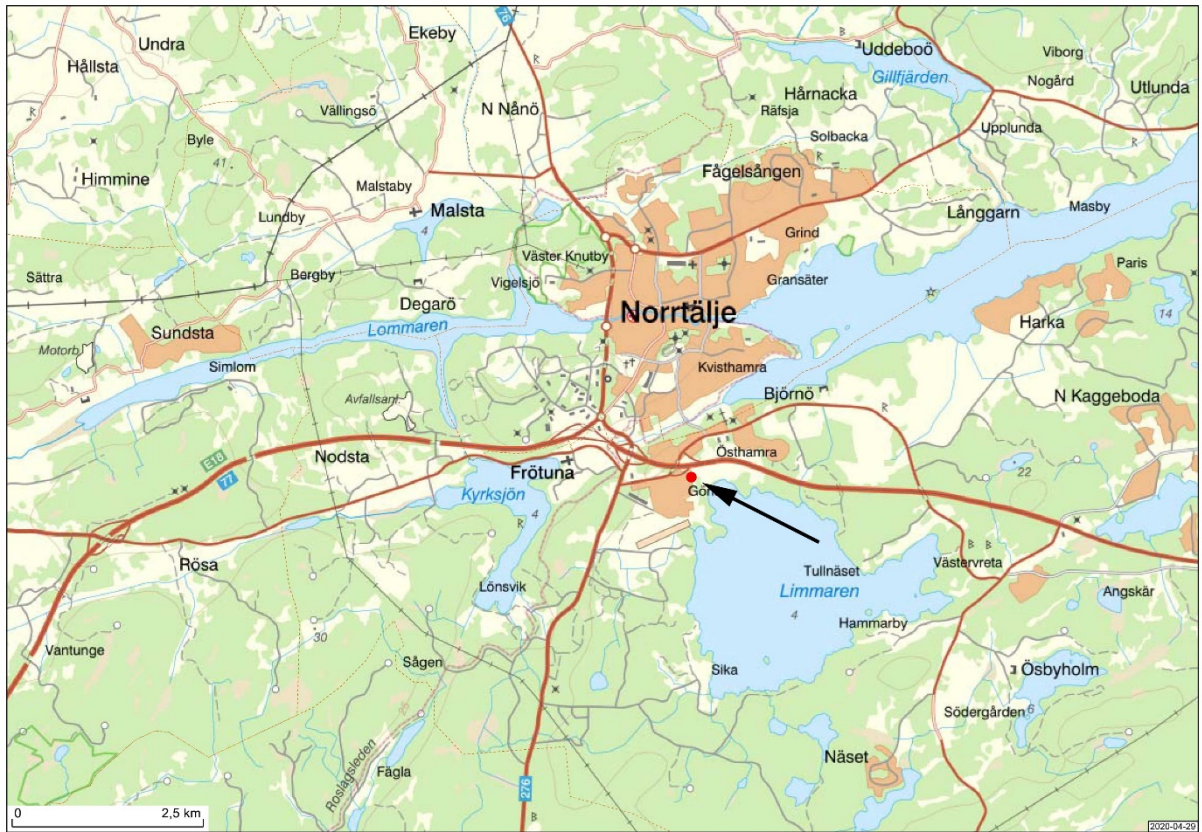 76
Ekeby
Undra
Uddeboö
Viborg
Hållsta
Gillfjärden
Nogård
Utlunda
Vällingsö
N Nånö
Hårnacka
Räfsja
Upplunda
Byle
Solbacka
41
Himmine
Malstaby
Fågelsången
Lundby
Malsta
4
Långgarn
Masby
Grind
Väster Knutby
Paris
Sättra
Bergby
Vigelsjö
Gransäter
Degarö
Norrtälje
14
Sundsta
Lommaren
Harka
Motorb
Simlom
Kvisthamra
Avfallsanl.
Björnö
N Kaggeboda
E18
77
Nodsta
Östhamra
Frötuna
22
Kyrksjön
4
Rösa
Västervreta
Tullnäset
Lönsvik
Limmaren
Angskär
4
30
Hammarby
Vantunge
Sågen
Sika
Ösbyholm
Södergården
6
35
Näset
Roslagsleden
Fägla
276
0 2,5 km
2020-04-29